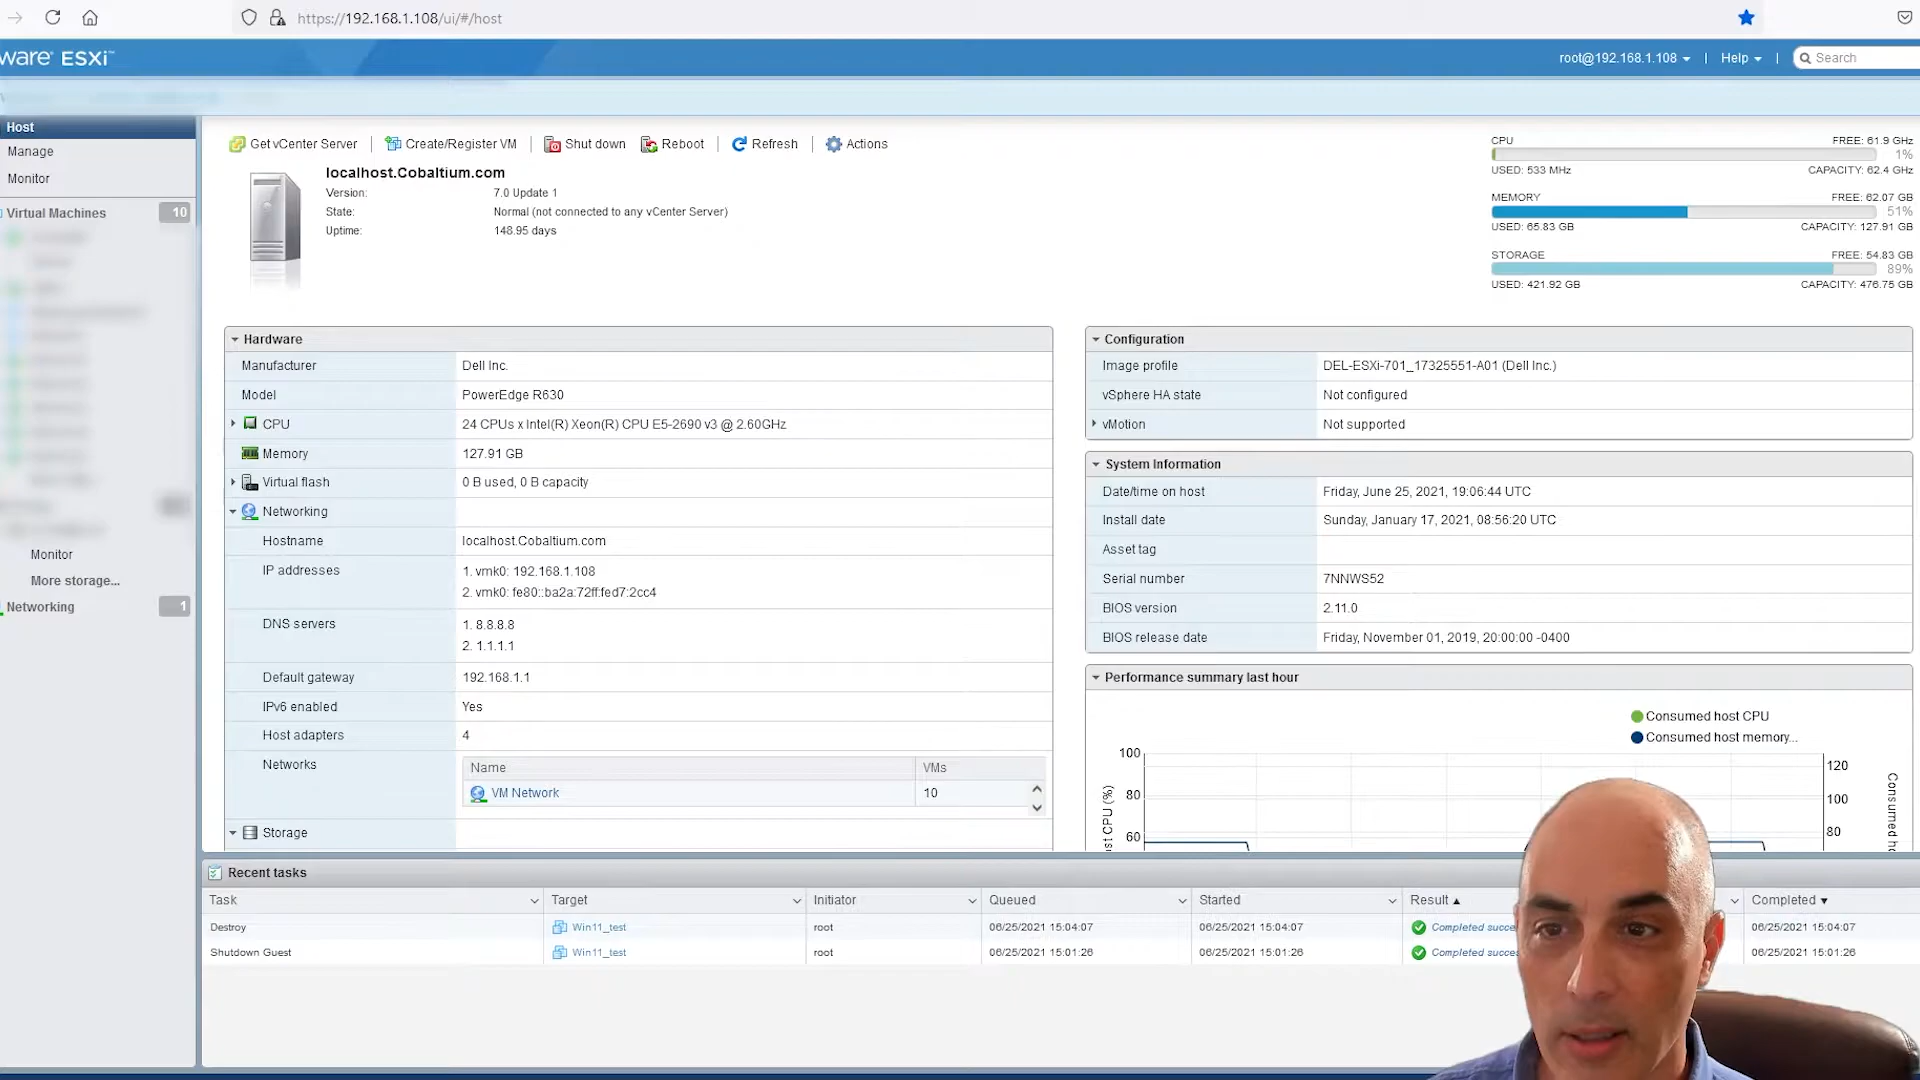 https://192.168.1.108/ui/#/host
ware® ESXi™
root@192.168.1.108
Help
Search
Host
Manage
Monitor
Virtual Machines
10
Monitor
More storage...
Networking
1
Get vCenter Server
Create/Register VM
Shut down
Reboot
Refresh
Actions
localhost.Cobaltium.com
Version: 7.0 Update 1
State: Normal (not connected to any vCenter Server)
Uptime: 148.95 days
CPU FREE: 61.9 GHz
1%
USED: 533 MHz CAPACITY: 62.4 GHz
MEMORY FREE: 62.07 GB
51%
USED: 65.83 GB CAPACITY: 127.91 GB
STORAGE FREE: 54.83 GB
89%
USED: 421.92 GB CAPACITY: 476.75 GB
Hardware
Manufacturer Dell Inc.
Model PowerEdge R630
CPU 24 CPUs x Intel(R) Xeon(R) CPU E5-2690 v3 @ 2.60GHz
Memory 127.91 GB
Virtual flash 0 B used, 0 B capacity
Networking
Hostname localhost.Cobaltium.com
IP addresses 1. vmk0: 192.168.1.108
2. vmk0: fe80::ba2a:72ff:fed7:2cc4
DNS servers 1. 8.8.8.8
2. 1.1.1.1
Default gateway 192.168.1.1
IPv6 enabled Yes
Host adapters 4
Networks Name VMs
VM Network 10
Storage
Configuration
Image profile DEL-ESXi-701_17325551-A01 (Dell Inc.)
vSphere HA state Not configured
vMotion Not supported
System Information
Date/time on host Friday, June 25, 2021, 19:06:44 UTC
Install date Sunday, January 17, 2021, 08:56:20 UTC
Asset tag
Serial number 7NNWS52
BIOS version 2.11.0
BIOS release date Friday, November 01, 2019, 20:00:00 -0400
Performance summary last hour
Consumed host CPU
Consumed host memory...
100
80
60
120
100
80
Recent tasks
Task Target Initiator Queued Started Result Completed
Destroy Win11_test root 06/25/2021 15:04:07 06/25/2021 15:04:07 Completed 06/25/2021 15:04:07
Shutdown Guest Win11_test root 06/25/2021 15:01:26 06/25/2021 15:01:26 Completed 06/25/2021 15:01:26